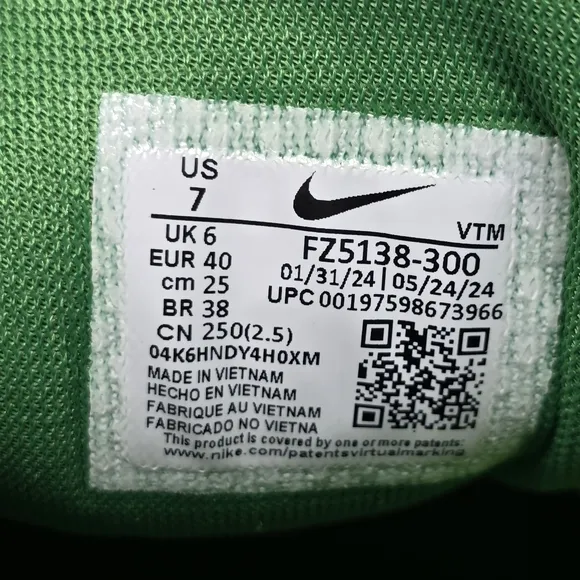 US
7
VTM
UK 6
FZ5138-300
EUR 40
01/31/24 | 05/24/24
cm 25
UPC 00197598673966
BR 38
CN 250(2.5)
04K6HNDY4H0XM
MADE IN VIETNAM
HECHO EN VIETNAM
FABRIQUE AU VIETNAM
FABRICADO NO VIETNA
This product is covered by one or more patents:
www.nike.com/patentsvirtualmarking